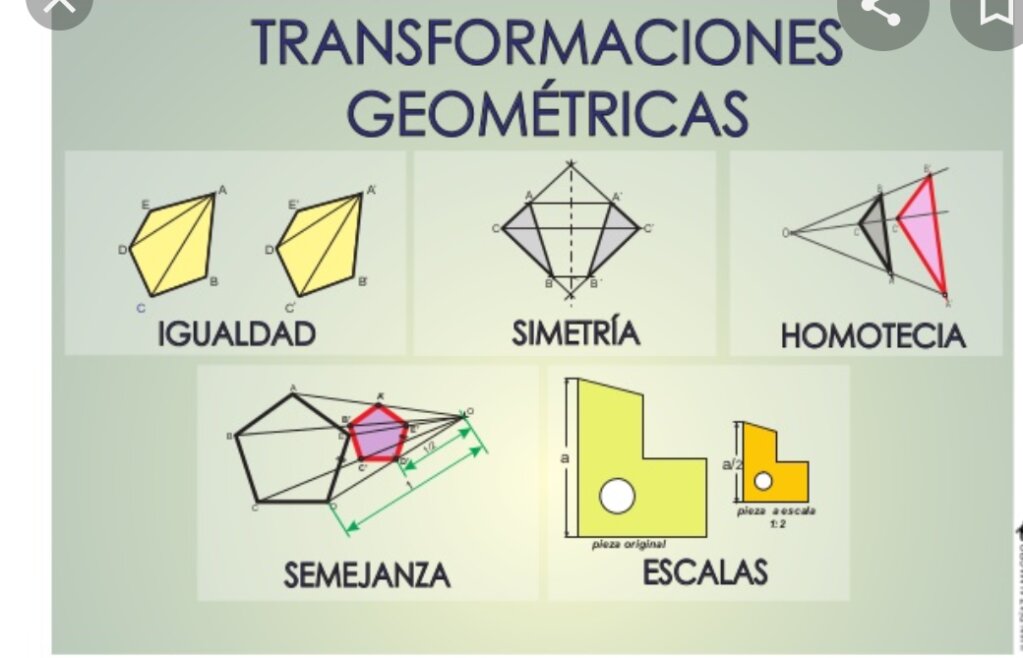 TRANSFORMACIONES
GEOMÉTRICAS
E
A
D
B
C
E'
A'
D
B'
C'
IGUALDAD
A
A'
C
C'
B
B'
SIMETRÍA
O
B
B'
C
C'
A
A'
HOMOTECIA
A
B
C
D
E
A'
B'
C'
D'
E'
O
1/2
1
SEMEJANZA
a
pieza original
a/2
pieza a escala
1:2
ESCALAS